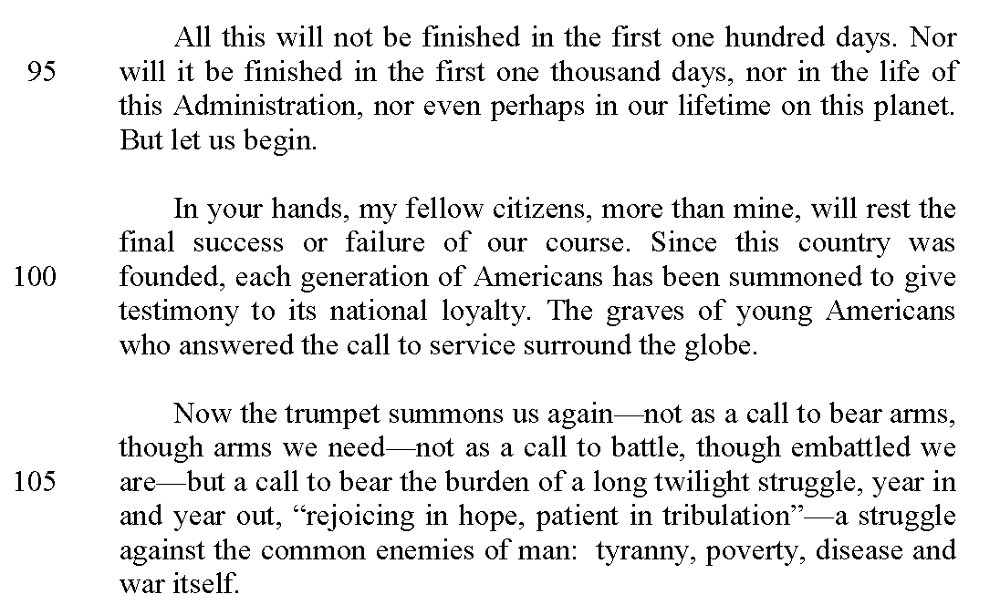 All this will not be finished in the first one hundred days. Nor
95 will it be finished in the first one thousand days, nor in the life of
this Administration, nor even perhaps in our lifetime on this planet.
But let us begin.
In your hands, my fellow citizens, more than mine, will rest the
final success or failure of our course. Since this country was
100 founded, each generation of Americans has been summoned to give
testimony to its national loyalty. The graves of young Americans
who answered the call to service surround the globe.
Now the trumpet summons us again—not as a call to bear arms,
though arms we need—not as a call to battle, though embattled we
105 are—but a call to bear the burden of a long twilight struggle, year in
and year out, “rejoicing in hope, patient in tribulation”—a struggle
against the common enemies of man: tyranny, poverty, disease and
war itself.